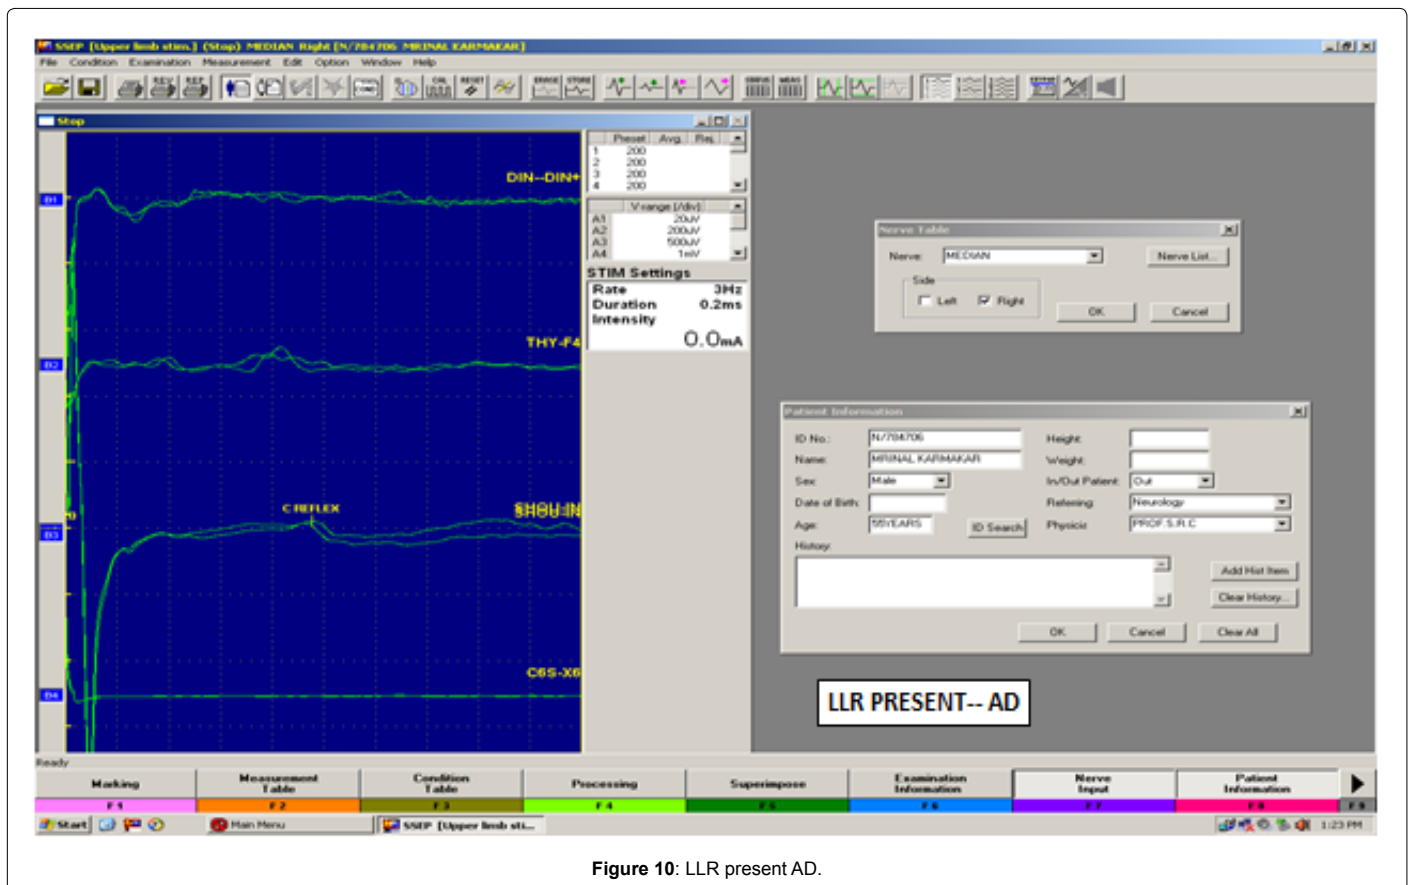 SSEP [Upper limb stim.] (Stop) MEDIAN Right [N/784706 MRINAL KARMAKAR]
File Condition Examination Measurement Edit Option Window Help
Stop
DIN--DIN+
THY-F4
C REFLEX
C6S-X6
B1
B2
B3
B4
Preset Avg. Rej.
1 200
2 200
3 200
4 200
V-range (/div)
A1 20uV
A2 200uV
A3 500uV
A4 1mV
STIM Settings
Rate 3Hz
Duration 0.2ms
Intensity
0.0mA
Nerve Table
Nerve: MEDIAN Nerve List...
Side
Left Right
OK Cancel
Patient Information
ID No.: N/784706 Height:
Name: MRINAL KARMAKAR Weight:
Sex: Male In/Out Patient: Out
Date of Birth: Referring: Neurology
Age: YEARS ID Search Physicia: PROF.S.R.C
History:
Add Hist Item
Clear History...
OK Cancel Clear All
LLR PRESENT-- AD
Ready
Marking Measurement Table Condition Table Processing Superimpose Examination Information Nerve Input Patient Information
F1 F2 F3 F4 F5 F6 F7 F8 F9
Start Main Menu SSEP [Upper limb sti... 1:23 PM
Figure 10: LLR present AD.